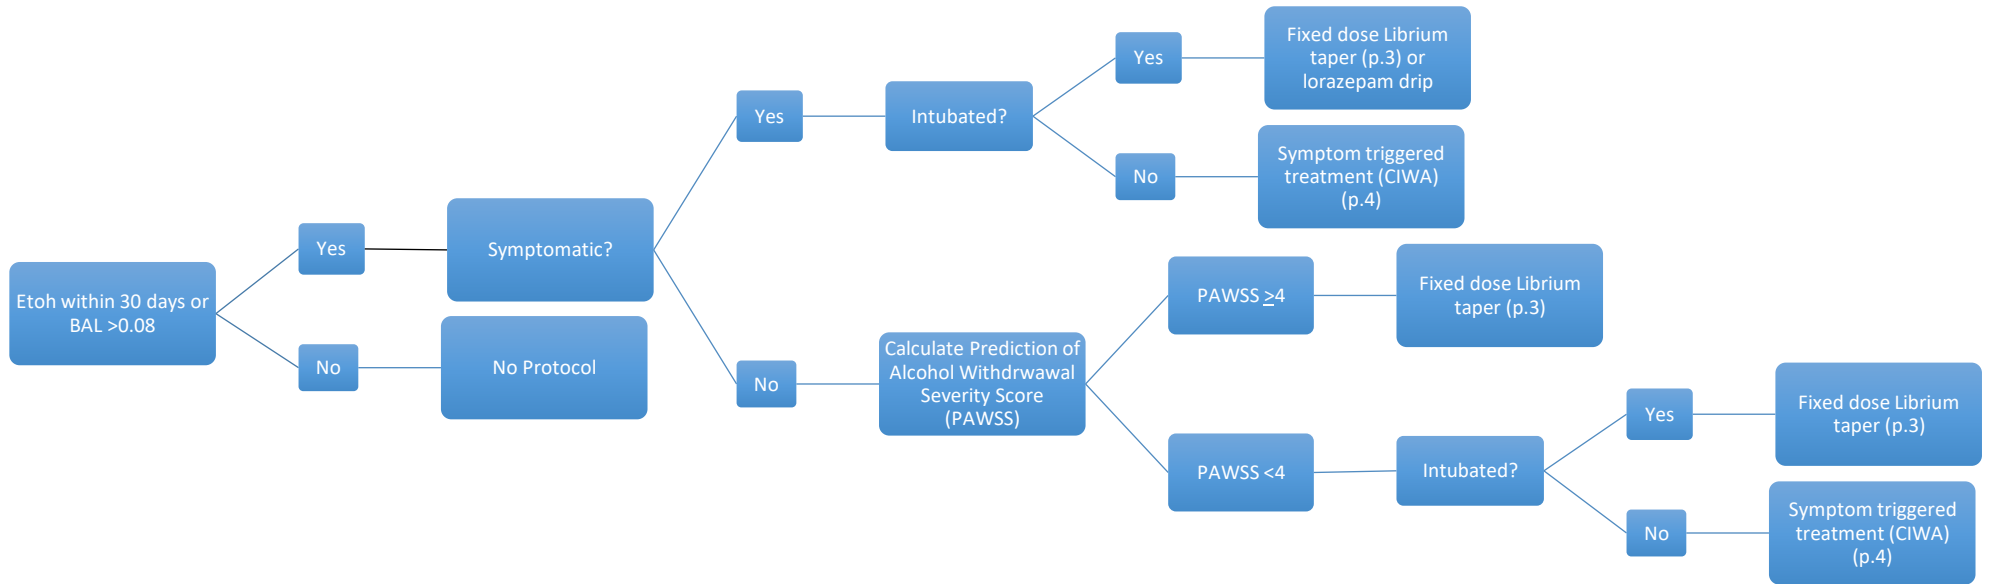 Etoh within 30 days or
BAL >0.08
Yes
No
Symptomatic?
No Protocol
Yes
No
Intubated?
Yes
No
Fixed dose Librium
taper (p.3) or
lorazepam drip
Symptom triggered
treatment (CIWA)
(p.4)
Calculate Prediction of
Alcohol Withdrwawal
Severity Score
(PAWSS)
PAWSS ≥4
PAWSS <4
Fixed dose Librium
taper (p.3)
Intubated?
Yes
No
Fixed dose Librium
taper (p.3)
Symptom triggered
treatment (CIWA)
(p.4)